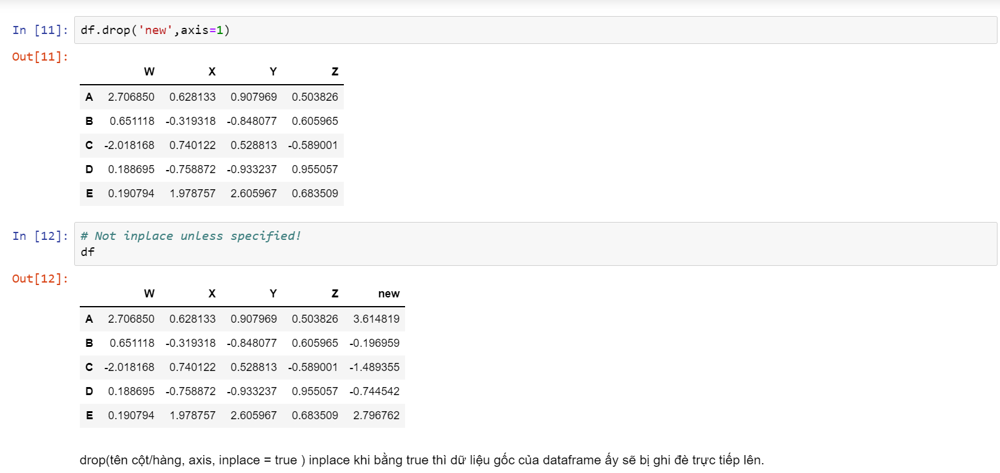 In [11]: df.drop('new',axis=1)
Out[11]:
W X Y Z
A 2.706850 0.628133 0.907969 0.503826
B 0.651118 -0.319318 -0.848077 0.605965
C -2.018168 0.740122 0.528813 -0.589001
D 0.188695 -0.758872 -0.933237 0.955057
E 0.190794 1.978757 2.605967 0.683509
In [12]: # Not inplace unless specified!
df
Out[12]:
W X Y Z new
A 2.706850 0.628133 0.907969 0.503826 3.614819
B 0.651118 -0.319318 -0.848077 0.605965 -0.196959
C -2.018168 0.740122 0.528813 -0.589001 -1.489355
D 0.188695 -0.758872 -0.933237 0.955057 -0.744542
E 0.190794 1.978757 2.605967 0.683509 2.796762
drop(tên cột/hàng, axis, inplace = true ) inplace khi bằng true thì dữ liệu gốc của dataframe ấy sẽ bị ghi đè trực tiếp lên.